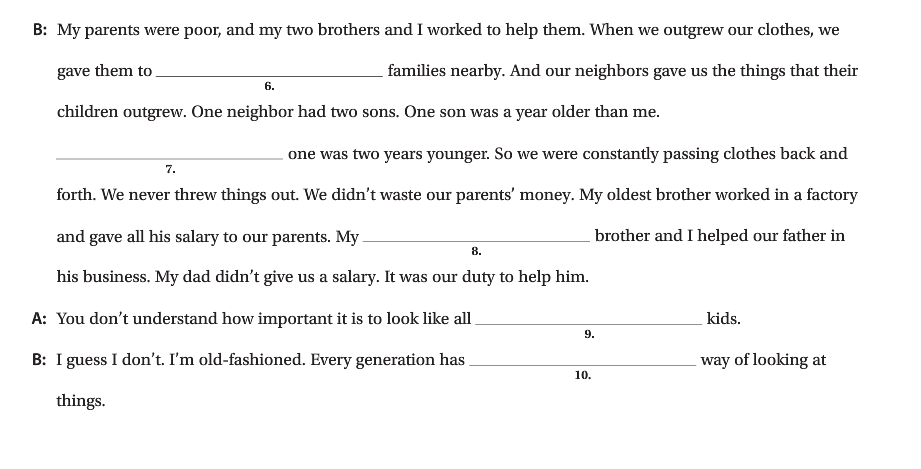 B: My parents were poor, and my two brothers and I worked to help them. When we outgrew our clothes, we
gave them to ____________________ families nearby. And our neighbors gave us the things that their
6.
children outgrew. One neighbor had two sons. One son was a year older than me.
____________________ one was two years younger. So we were constantly passing clothes back and
7.
forth. We never threw things out. We didn’t waste our parents’ money. My oldest brother worked in a factory
and gave all his salary to our parents. My ____________________ brother and I helped our father in
8.
his business. My dad didn’t give us a salary. It was our duty to help him.
A: You don’t understand how important it is to look like all ____________________ kids.
9.
B: I guess I don’t. I’m old-fashioned. Every generation has ____________________ way of looking at
10.
things.